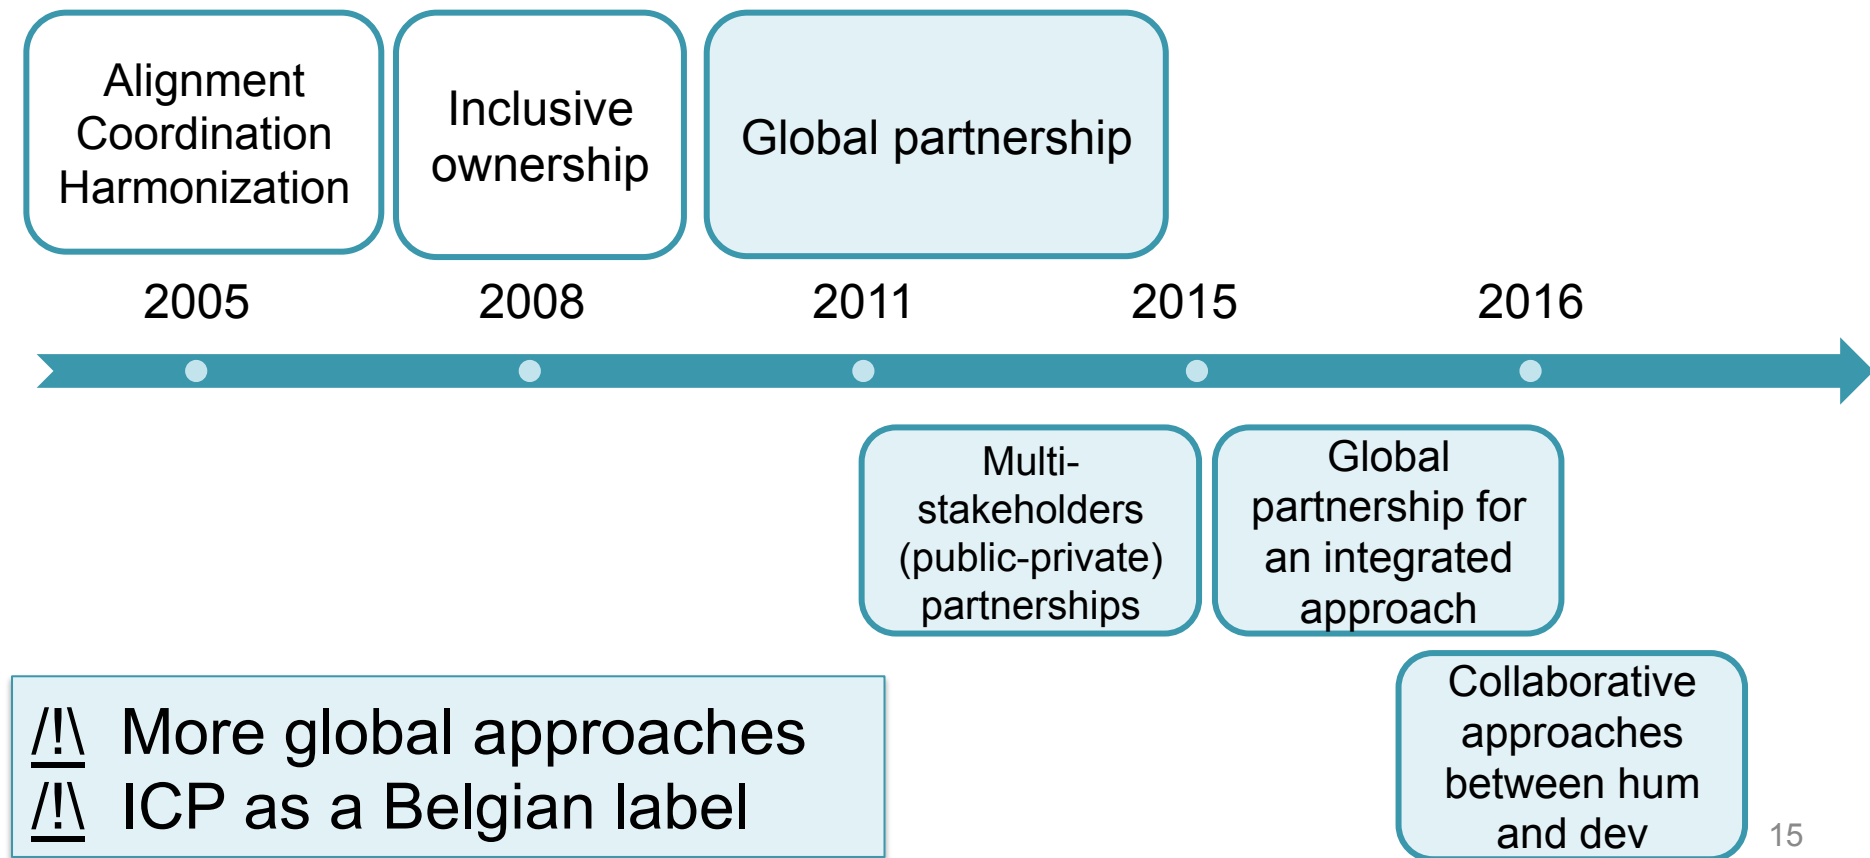 Alignment
Coordination
Harmonization
Inclusive
ownership
Global partnership
2005
2008
2011
2015
2016
Multi-
stakeholders
(public-private)
partnerships
Global
partnership for
an integrated
approach
Collaborative
approaches
between hum
and dev
/!\ More global approaches
/!\ ICP as a Belgian label
15